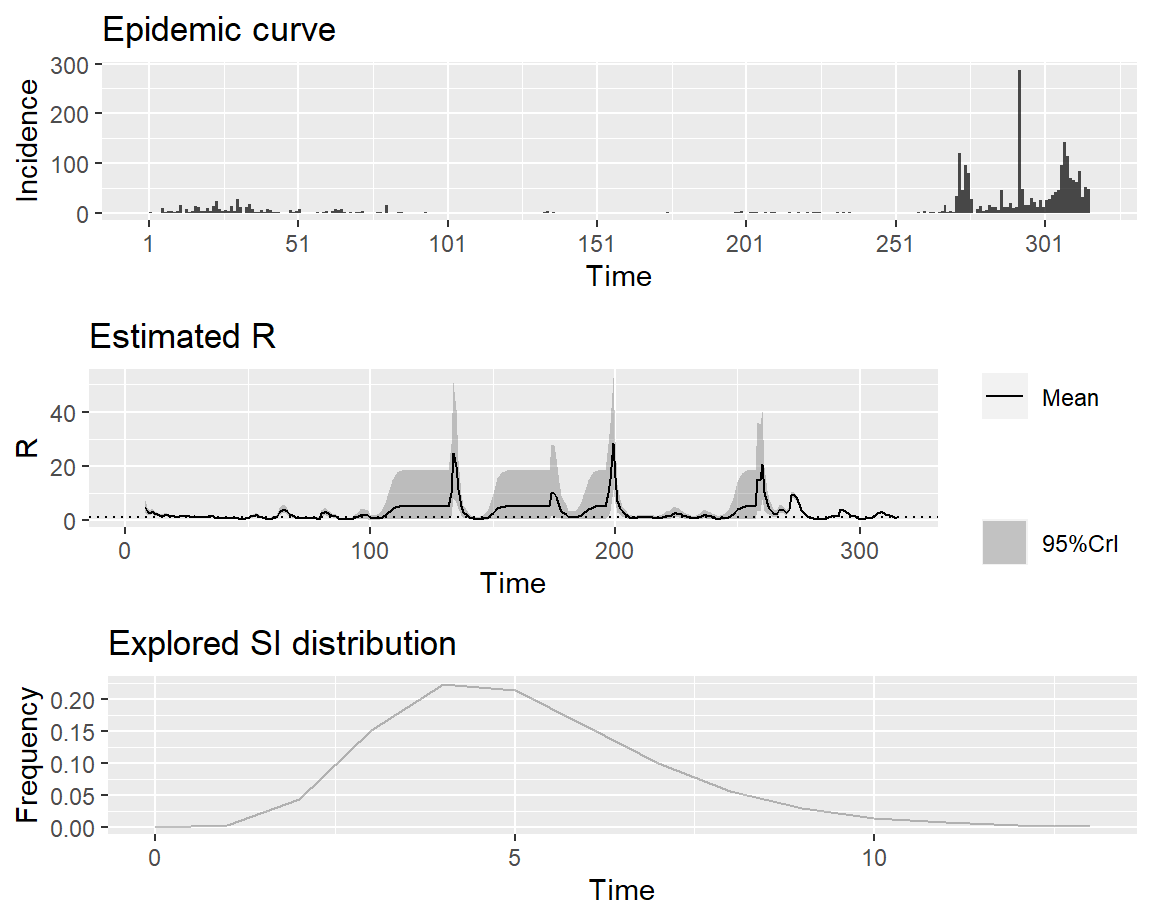 Epidemic curve
300
200
100
0
Incidence
1 51 101 151 201 251 301
Time
Estimated R
40
20
0
R
0 100 200 300
Time
Mean
95%CrI
Explored SI distribution
0.20
0.15
0.10
0.05
0.00
Frequency
0 5 10
Time